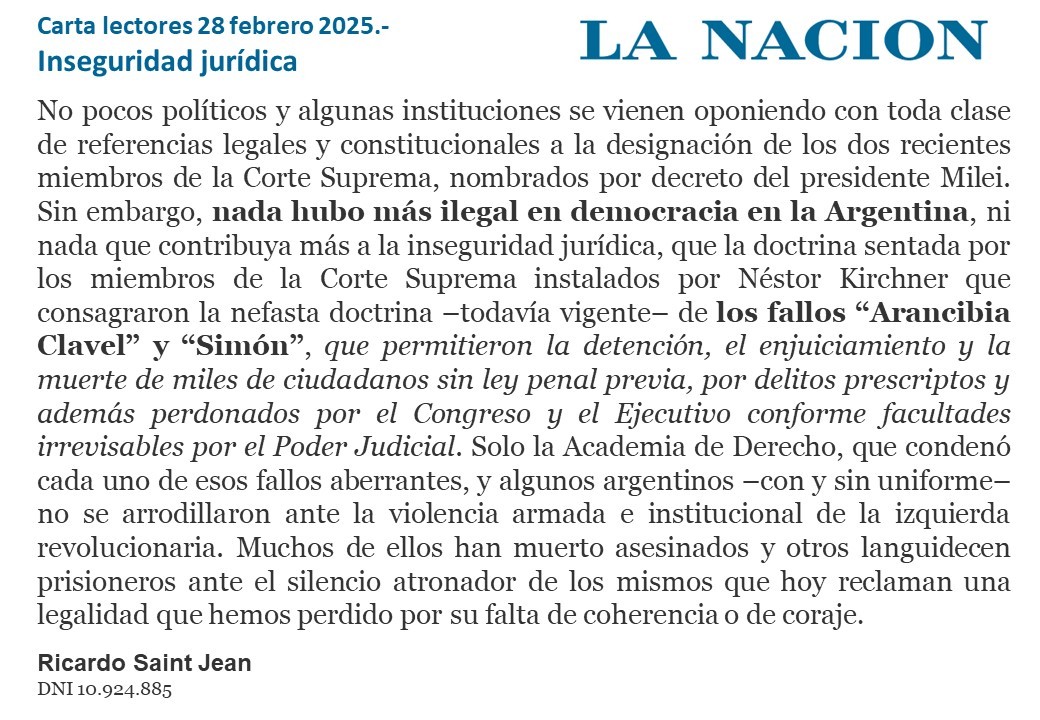 Carta lectores 28 febrero 2025.-
Inseguridad jurídica
LA NACION
No pocos políticos y algunas instituciones se vienen oponiendo con toda clase
de referencias legales y constitucionales a la designación de los dos recientes
miembros de la Corte Suprema, nombrados por decreto del presidente Milei.
Sin embargo, nada hubo más ilegal en democracia en la Argentina, ni
nada que contribuya más a la inseguridad jurídica, que la doctrina sentada por
los miembros de la Corte Suprema instalados por Néstor Kirchner que
consagraron la nefasta doctrina –todavía vigente– de los fallos “Arancibia
Clavel” y “Simón”, que permitieron la detención, el enjuiciamiento y la
muerte de miles de ciudadanos sin ley penal previa, por delitos prescriptos y
además perdonados por el Congreso y el Ejecutivo conforme facultades
irrevisables por el Poder Judicial. Solo la Academia de Derecho, que condenó
cada uno de esos fallos aberrantes, y algunos argentinos –con y sin uniforme–
no se arrodillaron ante la violencia armada e institucional de la izquierda
revolucionaria. Muchos de ellos han muerto asesinados y otros languidecen
prisioneros ante el silencio atronador de los mismos que hoy reclaman una
legalidad que hemos perdido por su falta de coherencia o de coraje.
Ricardo Saint Jean
DNI 10.924.885